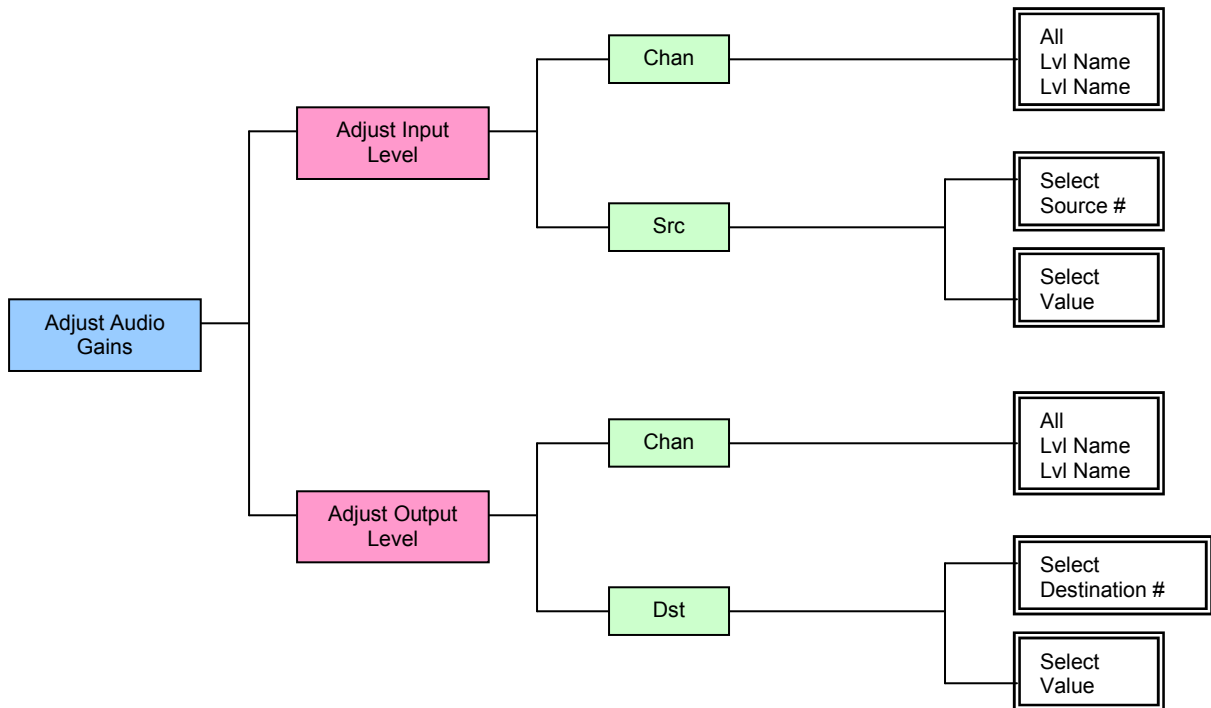 Adjust Audio
Gains
Adjust Input
Level
Chan
All
Lvl Name
Lvl Name
Src
Select
Source #
Select
Value
Adjust Output
Level
Chan
All
Lvl Name
Lvl Name
Dst
Select
Destination #
Select
Value